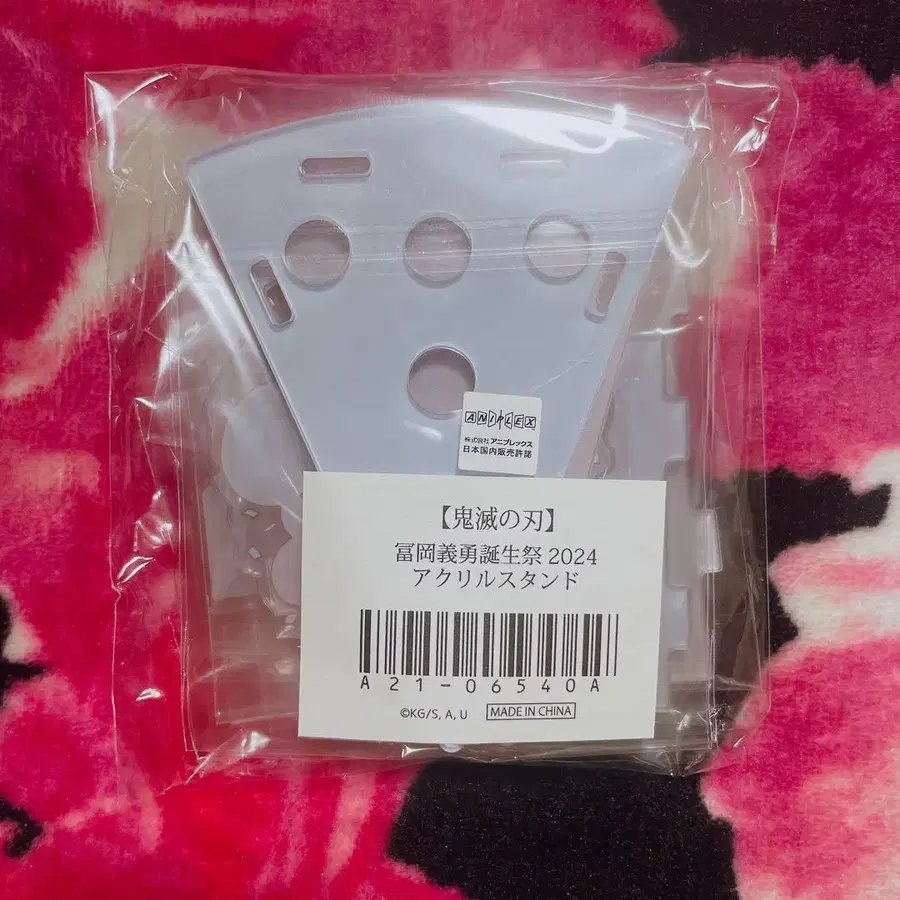 ANIPLEX
株式会社アニプレックス
日本国内販売許諾
【鬼滅の刃】
冨岡義勇誕生祭 2024
アクリルスタンド
A21-06540A
©KG/S, A, U MADE IN CHINA